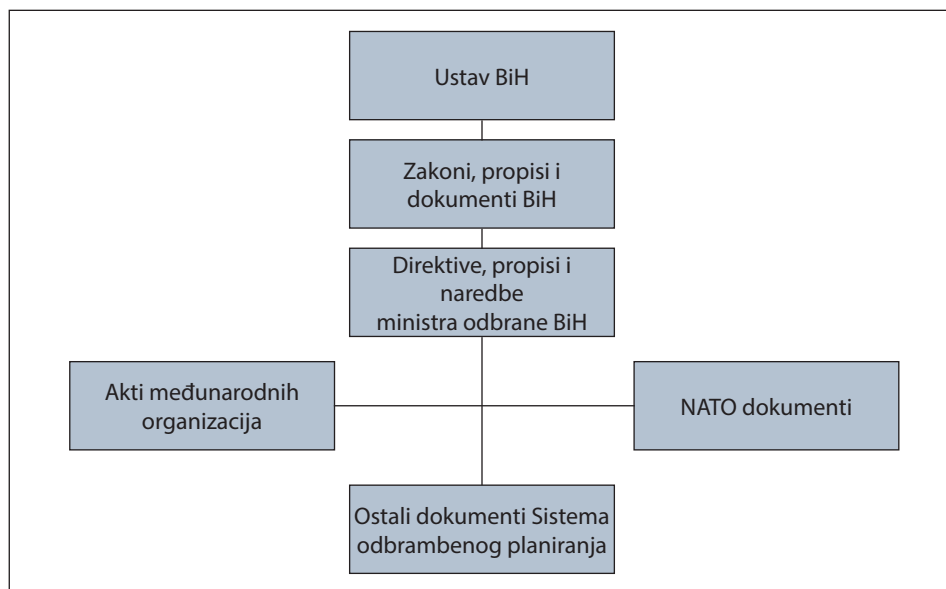 Ustav BiH
Zakoni, propisi i
dokumenti BiH
Direktive, propisi i
naredbe
ministra odbrane BiH
Akti međunarodnih
organizacija
NATO dokumenti
Ostali dokumenti Sistema
odbrambenog planiranja